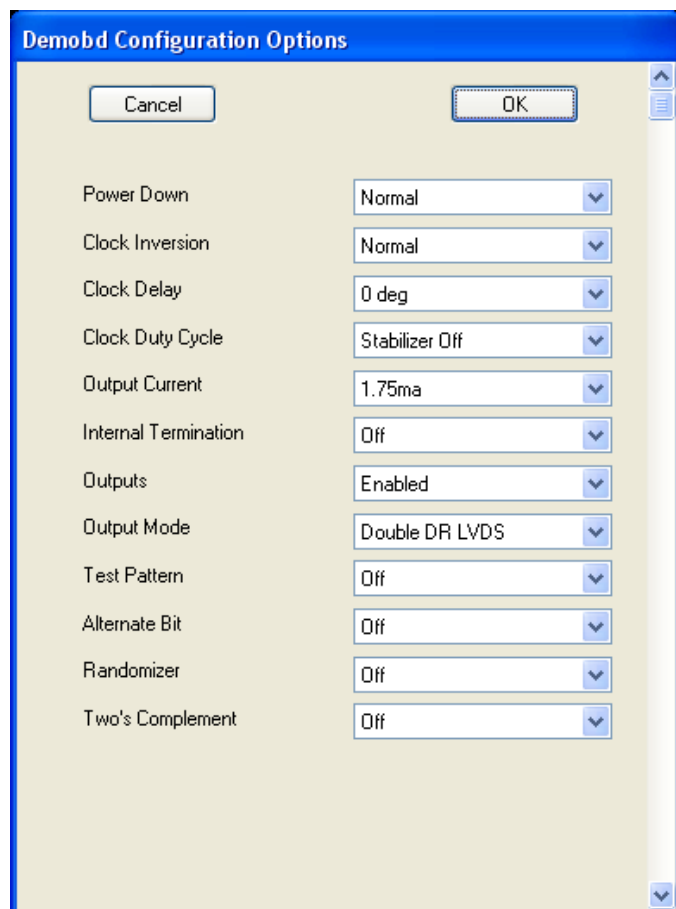 Demobd Configuration Options
Cancel OK
Power Down Normal
Clock Inversion Normal
Clock Delay 0 deg
Clock Duty Cycle Stabilizer Off
Output Current 1.75ma
Internal Termination Off
Outputs Enabled
Output Mode Double DR LVDS
Test Pattern Off
Alternate Bit Off
Randomizer Off
Two's Complement Off